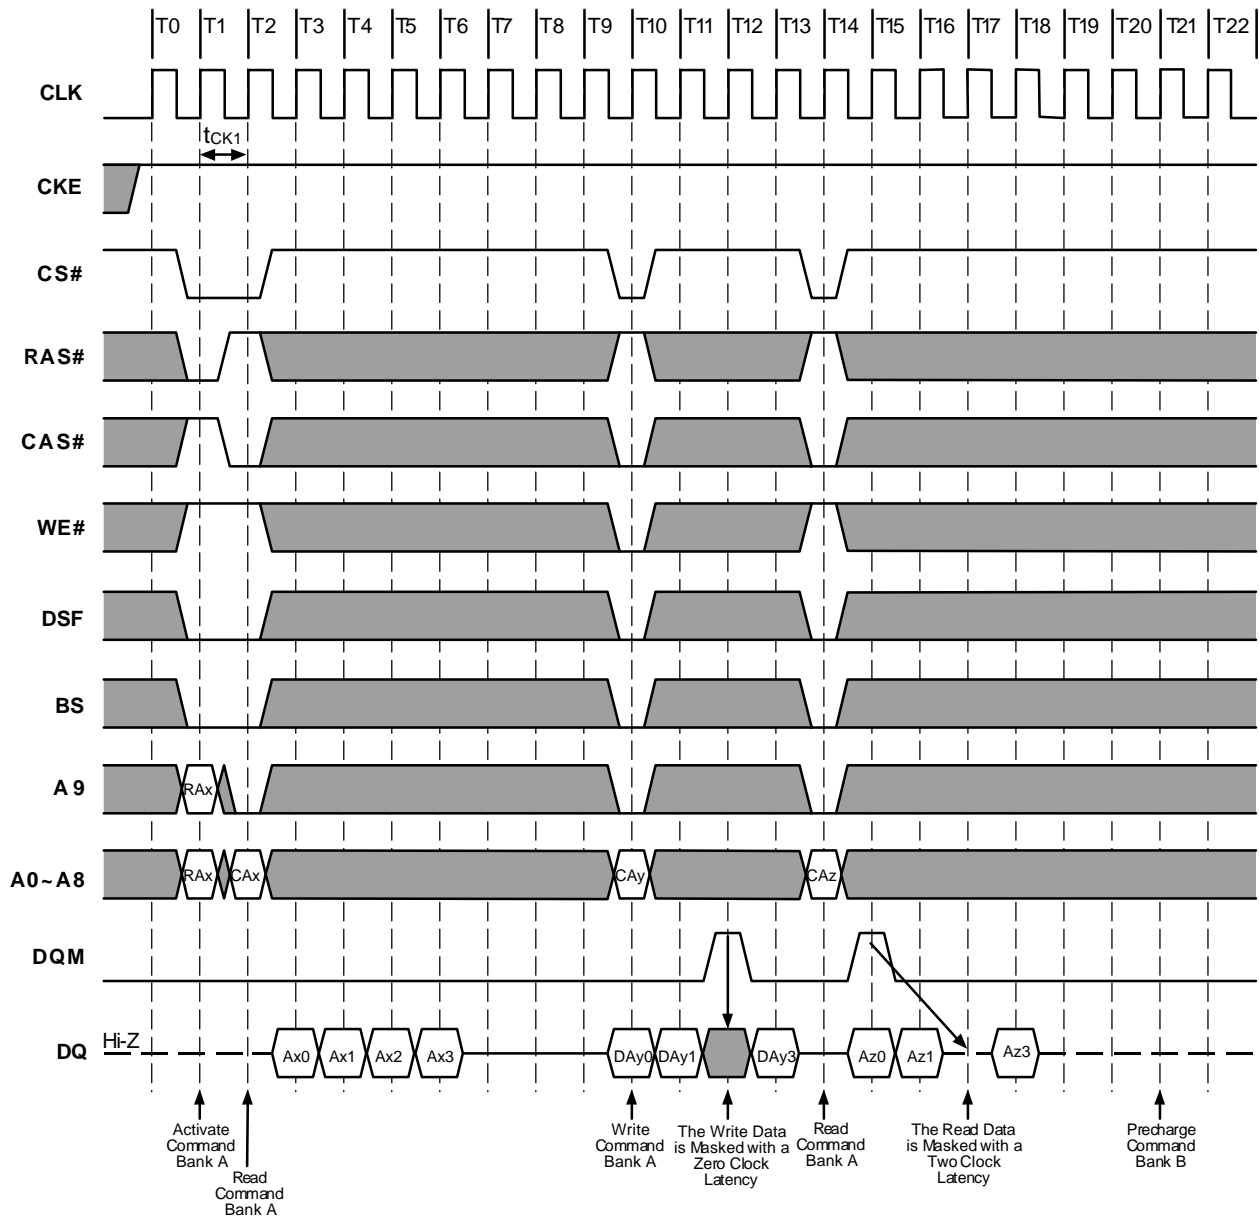 T0 T1 T2 T3 T4 T5 T6 T7 T8 T9 T10 T11 T12 T13 T14 T15 T16 T17 T18 T19 T20 T21 T22
CLK
tCK1
CKE
CS#
RAS#
CAS#
WE#
DSF
BS
A9 RAx
A0~A8 RAx CAx CAy CAz
DQM
DQ Hi-Z Ax0 Ax1 Ax2 Ax3 DAy0 DAy1 DAy3 Az0 Az1 Az3
Activate
Command
Bank A
Read
Command
Bank A
Write
Command
Bank A
The Write Data
is Masked with a
Zero Clock
Latency
Read
Command
Bank A
The Read Data
is Masked with a
Two Clock
Latency
Precharge
Command
Bank B